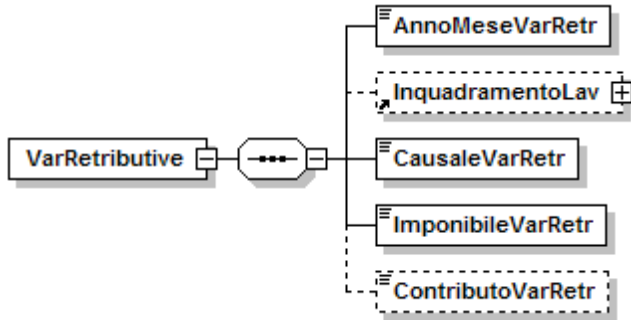 AnnoMeseVarRetr
InquadramentoLav
VarRetributive
CausaleVarRetr
ImponibileVarRetr
ContributoVarRetr